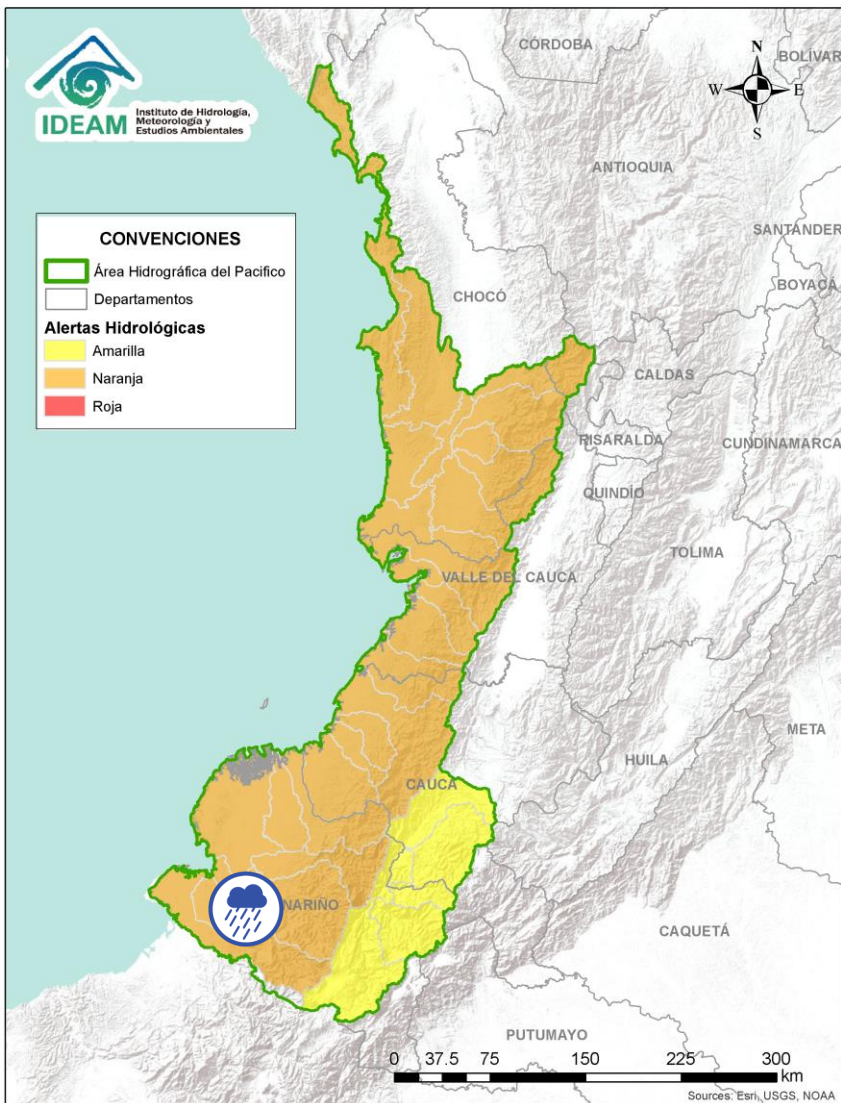 IDEAM
Instituto de Hidrología,
Meteorología y
Estudios Ambientales
N
W E
S
CONVENCIONES
Área Hidrográfica del Pacifico
Departamentos
Alertas Hidrológicas
Amarilla
Naranja
Roja
CÓRDOBA
BOLÍVAR
ANTIOQUIA
SANTANDER
BOYACÁ
CHOCÓ
CALDAS
RISARALDA
CUNDINAMARCA
QUINDÍO
TOLIMA
VALLE DEL CAUCA
META
HUILA
CAUCA
NARIÑO
CAQUETÁ
PUTUMAYO
0 37.5 75 150 225 300
km
Sources: Esri, USGS, NOAA